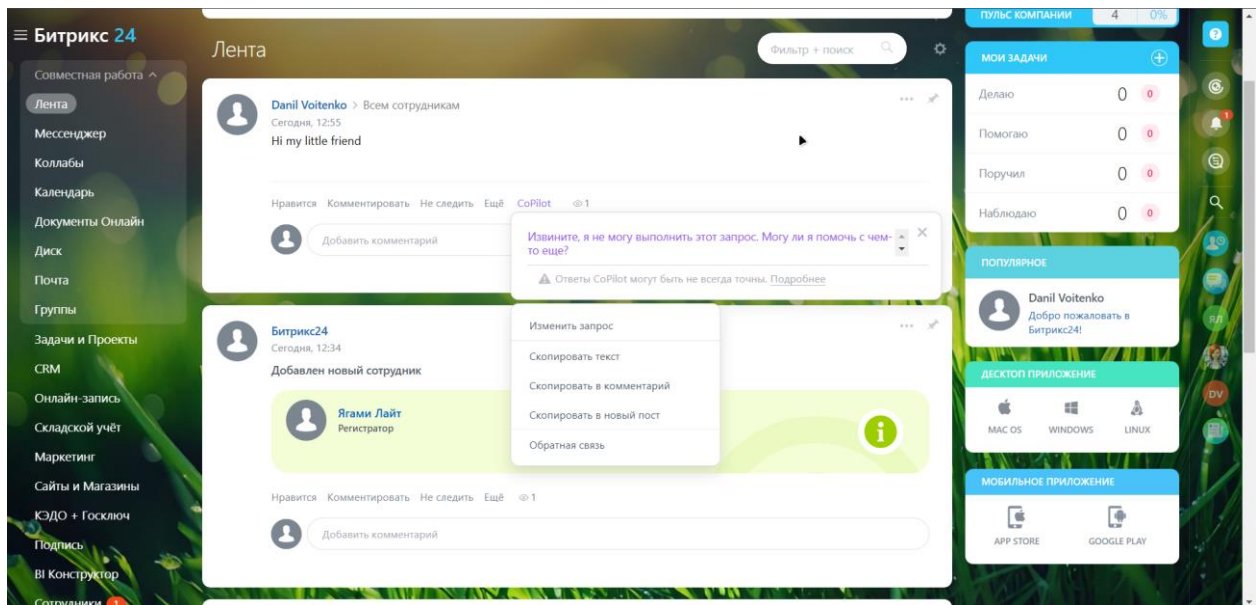 Битрикс 24
Совместная работа
Лента
Мессенджер
Коллабы
Календарь
Документы Онлайн
Диск
Почта
Группы
Задачи и Проекты
CRM
Онлайн-запись
Складской учёт
Маркетинг
Сайты и Магазины
КЭДО + Госключ
Подпись
BI Конструктор
Сотрудники 1
Лента
Фильтр + поиск
Danil Voitenko > Всем сотрудникам
Сегодня, 12:55
Hi my little friend
Нравится Комментировать Не следить Ещё CoPilot 1
Добавить комментарий
Извините, я не могу выполнить этот запрос. Могу ли я помочь с чем-
то еще?
Ответы CoPilot могут быть не всегда точны. Подробнее
Изменить запрос
Скопировать текст
Скопировать в комментарий
Скопировать в новый пост
Обратная связь
Битрикс24
Сегодня, 12:34
Добавлен новый сотрудник
Ягами Лайт
Регистратор
Нравится Комментировать Не следить Ещё 1
Добавить комментарий
ПУЛЬС КОМПАНИИ 4 0%
МОИ ЗАДАЧИ
Делаю 0 0
Помогаю 0 0
Поручил 0 0
Наблюдаю 0 0
ПОПУЛЯРНОЕ
Danil Voitenko
Добро пожаловать в
Битрикс24!
ДЕСКТОП ПРИЛОЖЕНИЕ
MAC OS WINDOWS LINUX
МОБИЛЬНОЕ ПРИЛОЖЕНИЕ
APP STORE GOOGLE PLAY
1
ЯЛ
DV